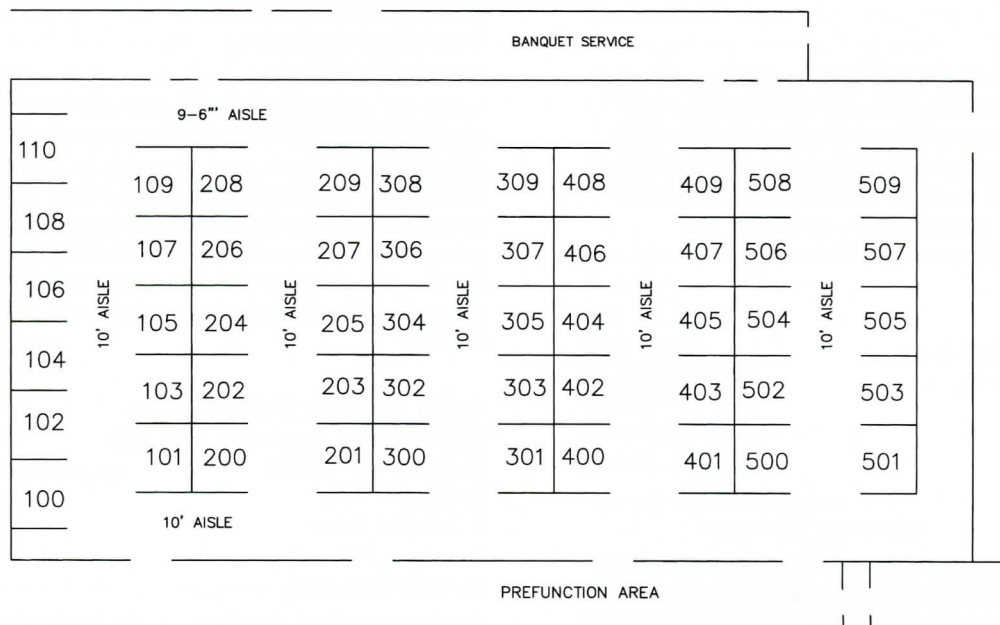 BANQUET SERVICE
9-6"' AISLE
110
109 208 209 308 309 408 409 508 509
108
107 206 207 306 307 406 407 506 507
106
10' AISLE 10' AISLE 10' AISLE 10' AISLE 10' AISLE
105 204 205 304 305 404 405 504 505
104
103 202 203 302 303 402 403 502 503
102
101 200 201 300 301 400 401 500 501
100
10' AISLE
PREFUNCTION AREA